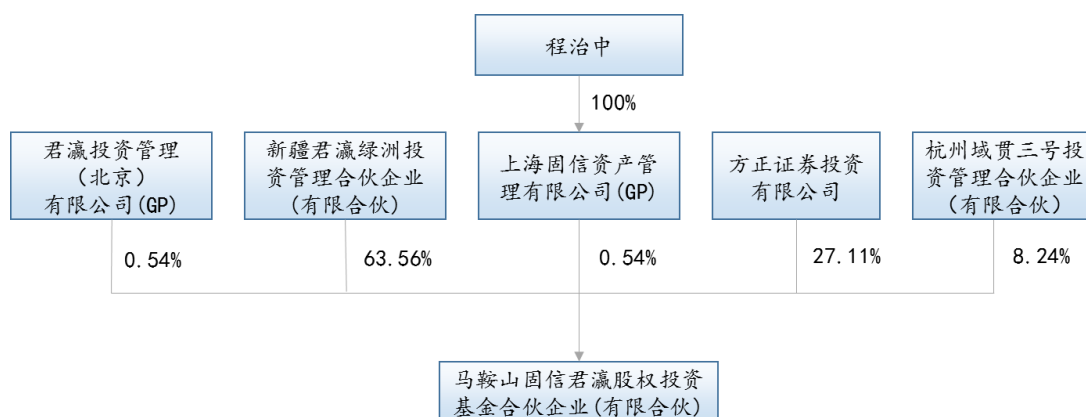 程治中
100%
君瀛投资管理
（北京）
有限公司(GP)
新疆君瀛绿洲投
资管理合伙企业
(有限合伙)
上海固信资产管
理有限公司(GP)
方正证券投资
有限公司
杭州域贯三号投
资管理合伙企业
（有限合伙）
0.54%
63.56%
0.54%
27.11%
8.24%
马鞍山固信君瀛股权投资
基金合伙企业(有限合伙)